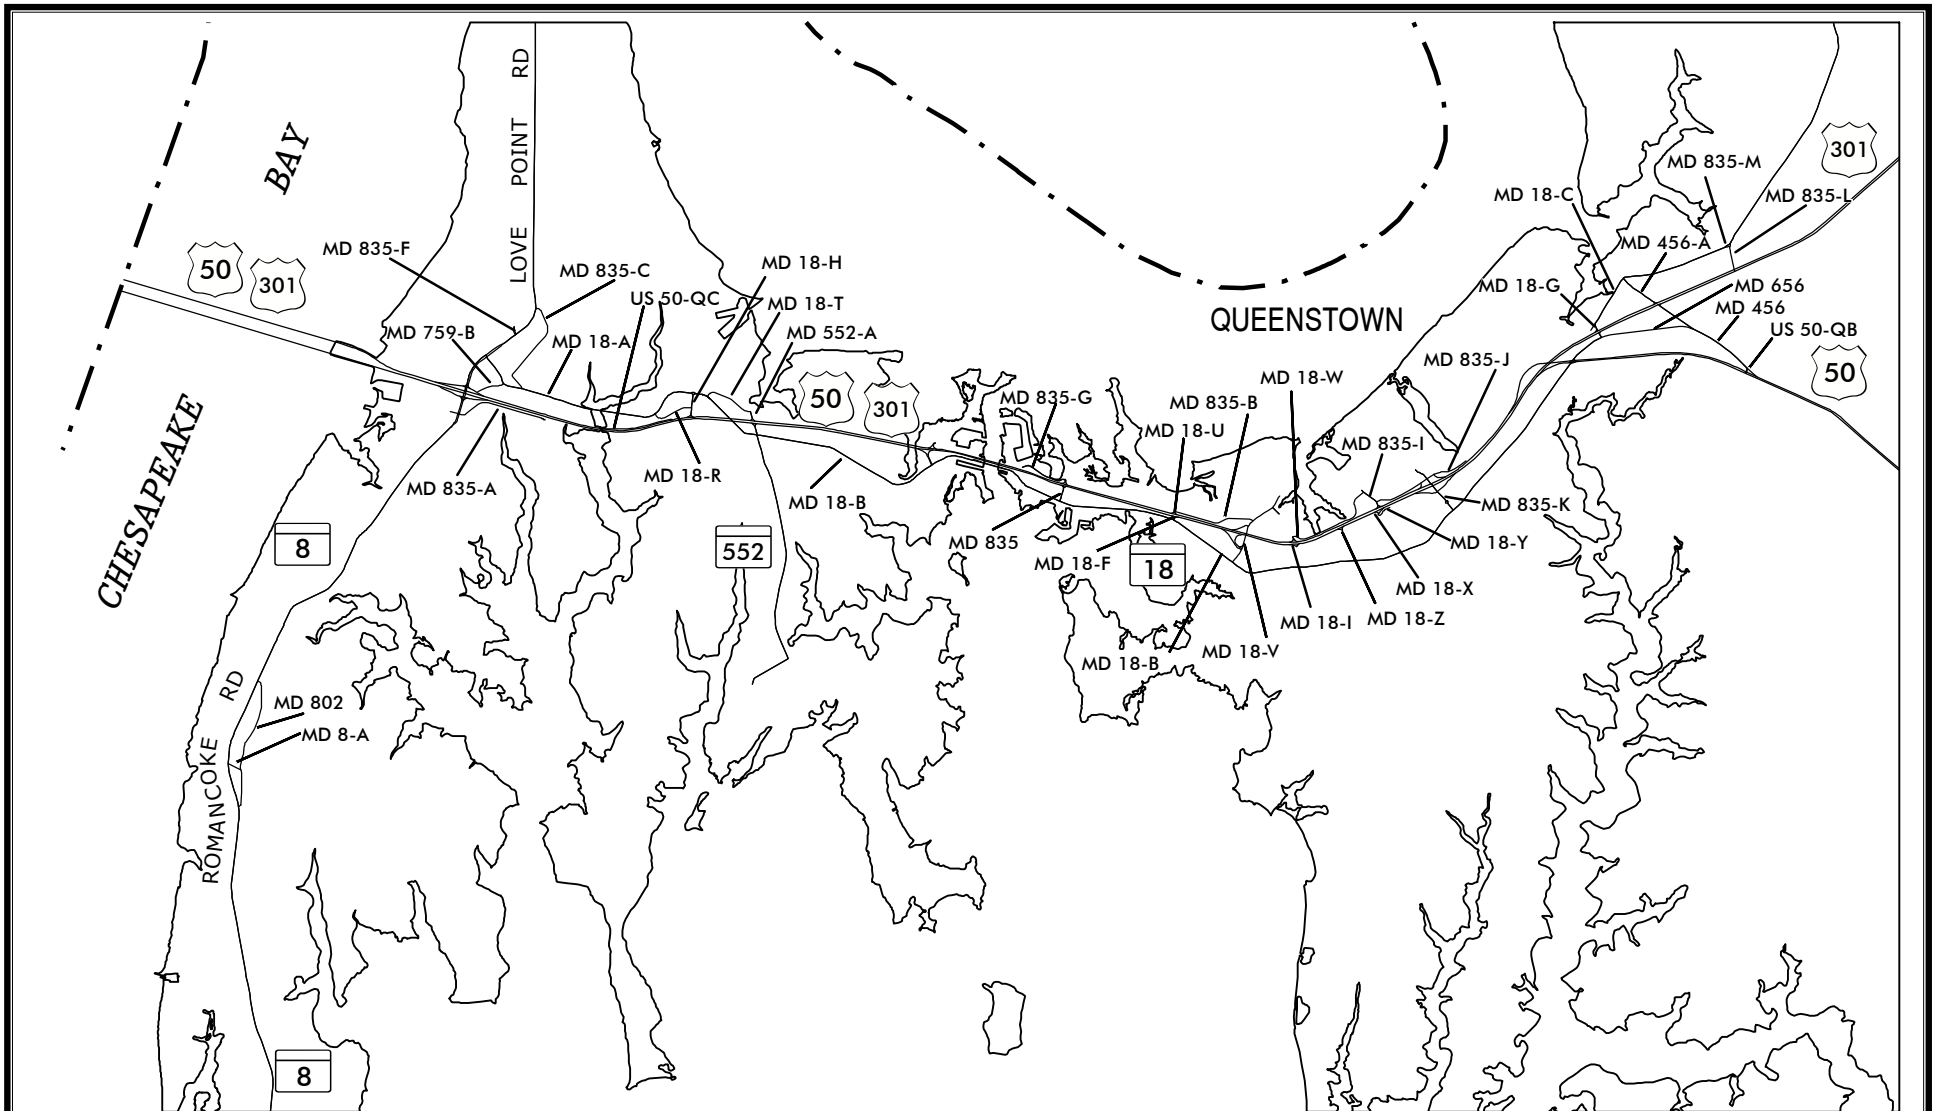 RD
POINT
LOVE
BAY
CHESAPEAKE
50
301
MD 835-F
MD 835-C
US 50-QC
MD 759-B
MD 18-A
MD 18-H
MD 18-T
MD 552-A
50
301
MD 835-A
MD 18-R
MD 18-B
8
552
RD
MD 802
MD 8-A
ROMANCOKE
8
QUEENSTOWN
MD 835-G
MD 18-W
MD 835-B
MD 18-U
MD 835-J
MD 835-I
MD 835
MD 18-F
18
MD 18-B
MD 18-V
MD 18-I
MD 18-Z
MD 18-X
MD 18-Y
MD 835-K
301
MD 835-M
MD 18-C
MD 835-L
MD 456-A
MD 18-G
MD 656
MD 456
US 50-QB
50